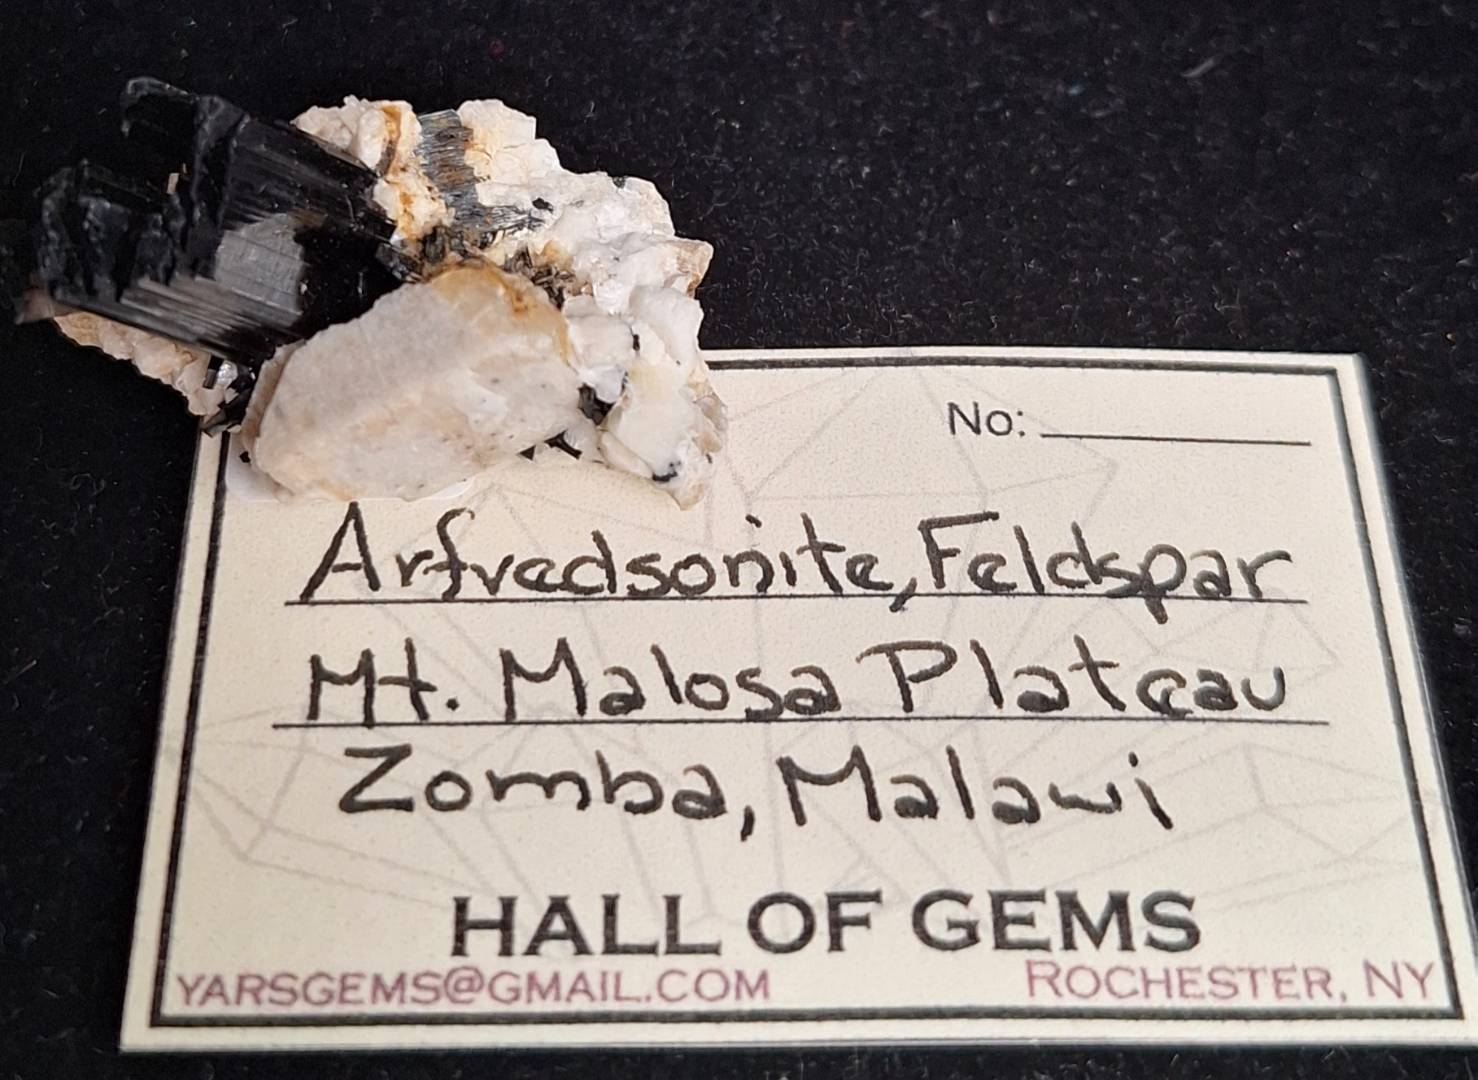 No:
Arfvedsonite, Feldspar
Mt. Malosa Plateau
Zomba, Malawi
HALL OF GEMS
YARSGEMS@GMAIL.COM ROCHESTER, NY